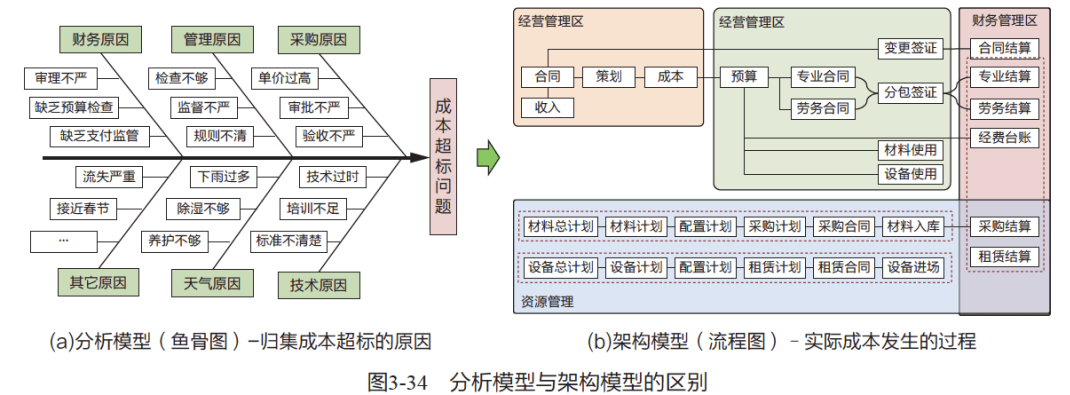 财务原因
管理原因
采购原因
审理不严
检查不够
单价过高
缺乏预算检查
监督不严
审批不严
缺乏支付监管
规则不清
验收不严
成本超标问题
流失严重
下雨过多
技术过时
接近春节
除湿不够
培训不足
…
养护不够
标准不清楚
其它原因
天气原因
技术原因
(a)分析模型（鱼骨图）-归集成本超标的原因
经营管理区
经营管理区
财务管理区
变更签证
合同结算
合同
策划
成本
预算
专业合同
分包签证
专业结算
收入
劳务合同
劳务结算
经费台账
材料使用
设备使用
材料总计划
材料计划
配置计划
采购计划
采购合同
材料入库
采购结算
设备总计划
设备计划
配置计划
租赁计划
租赁合同
设备进场
租赁结算
资源管理
(b)架构模型（流程图）- 实际成本发生的过程
图3-34 分析模型与架构模型的区别